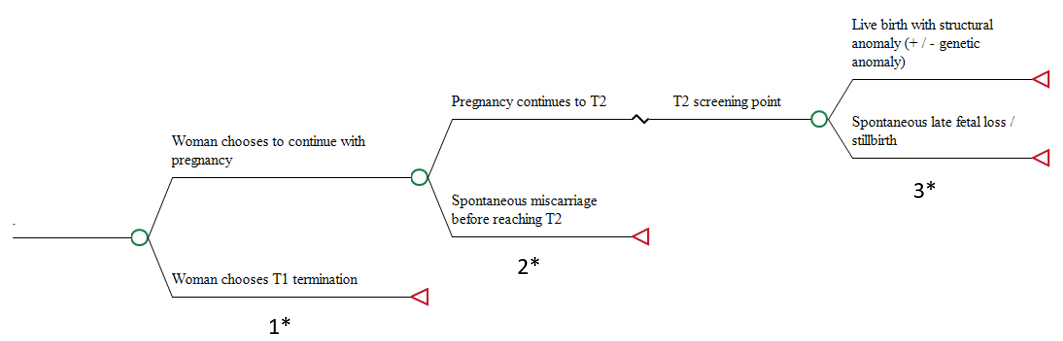 Live birth with structural
anomaly (+ / - genetic
anomaly)
Pregnancy continues to T2
T2 screening point
Spontaneous late fetal loss /
stillbirth
Woman chooses to continue with
pregnancy
3*
Spontaneous miscarriage
before reaching T2
2*
Woman chooses T1 termination
1*